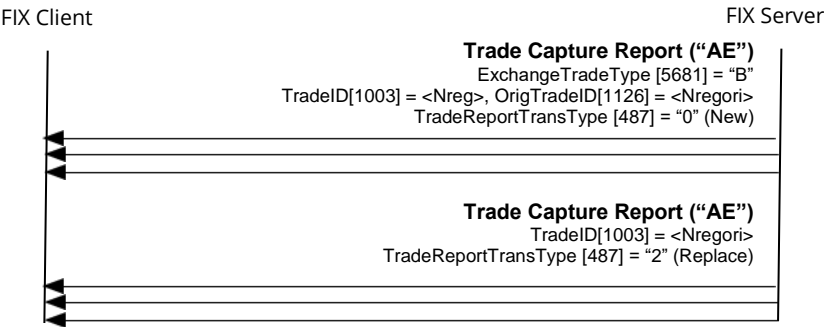 FIX Client
FIX Server
Trade Capture Report (“AE”)
ExchangeTradeType [5681] = “B”
TradeID[1003] = <Nreg>, OrigTradeID[1126] = <Nregori>
TradeReportTransType [487] = “0” (New)
Trade Capture Report (“AE”)
TradeID[1003] = <Nregori>
TradeReportTransType [487] = “2” (Replace)